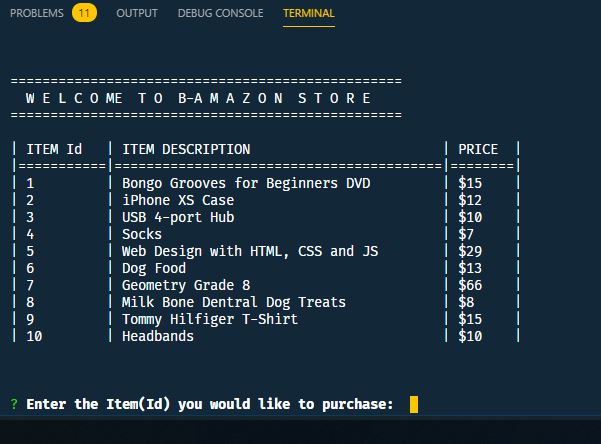 PROBLEMS 11 OUTPUT DEBUG CONSOLE TERMINAL
=================================================
W E L C O M E T O B-A M A Z O N S T O R E
=================================================
| ITEM Id | ITEM DESCRIPTION | PRICE |
|===========|=========================================|========|
| 1 | Bongo Grooves for Beginners DVD | $15 |
| 2 | iPhone XS Case | $12 |
| 3 | USB 4-port Hub | $10 |
| 4 | Socks | $7 |
| 5 | Web Design with HTML, CSS and JS | $29 |
| 6 | Dog Food | $13 |
| 7 | Geometry Grade 8 | $66 |
| 8 | Milk Bone Dentral Dog Treats | $8 |
| 9 | Tommy Hilfiger T-Shirt | $15 |
| 10 | Headbands | $10 |
? Enter the Item(Id) you would like to purchase: